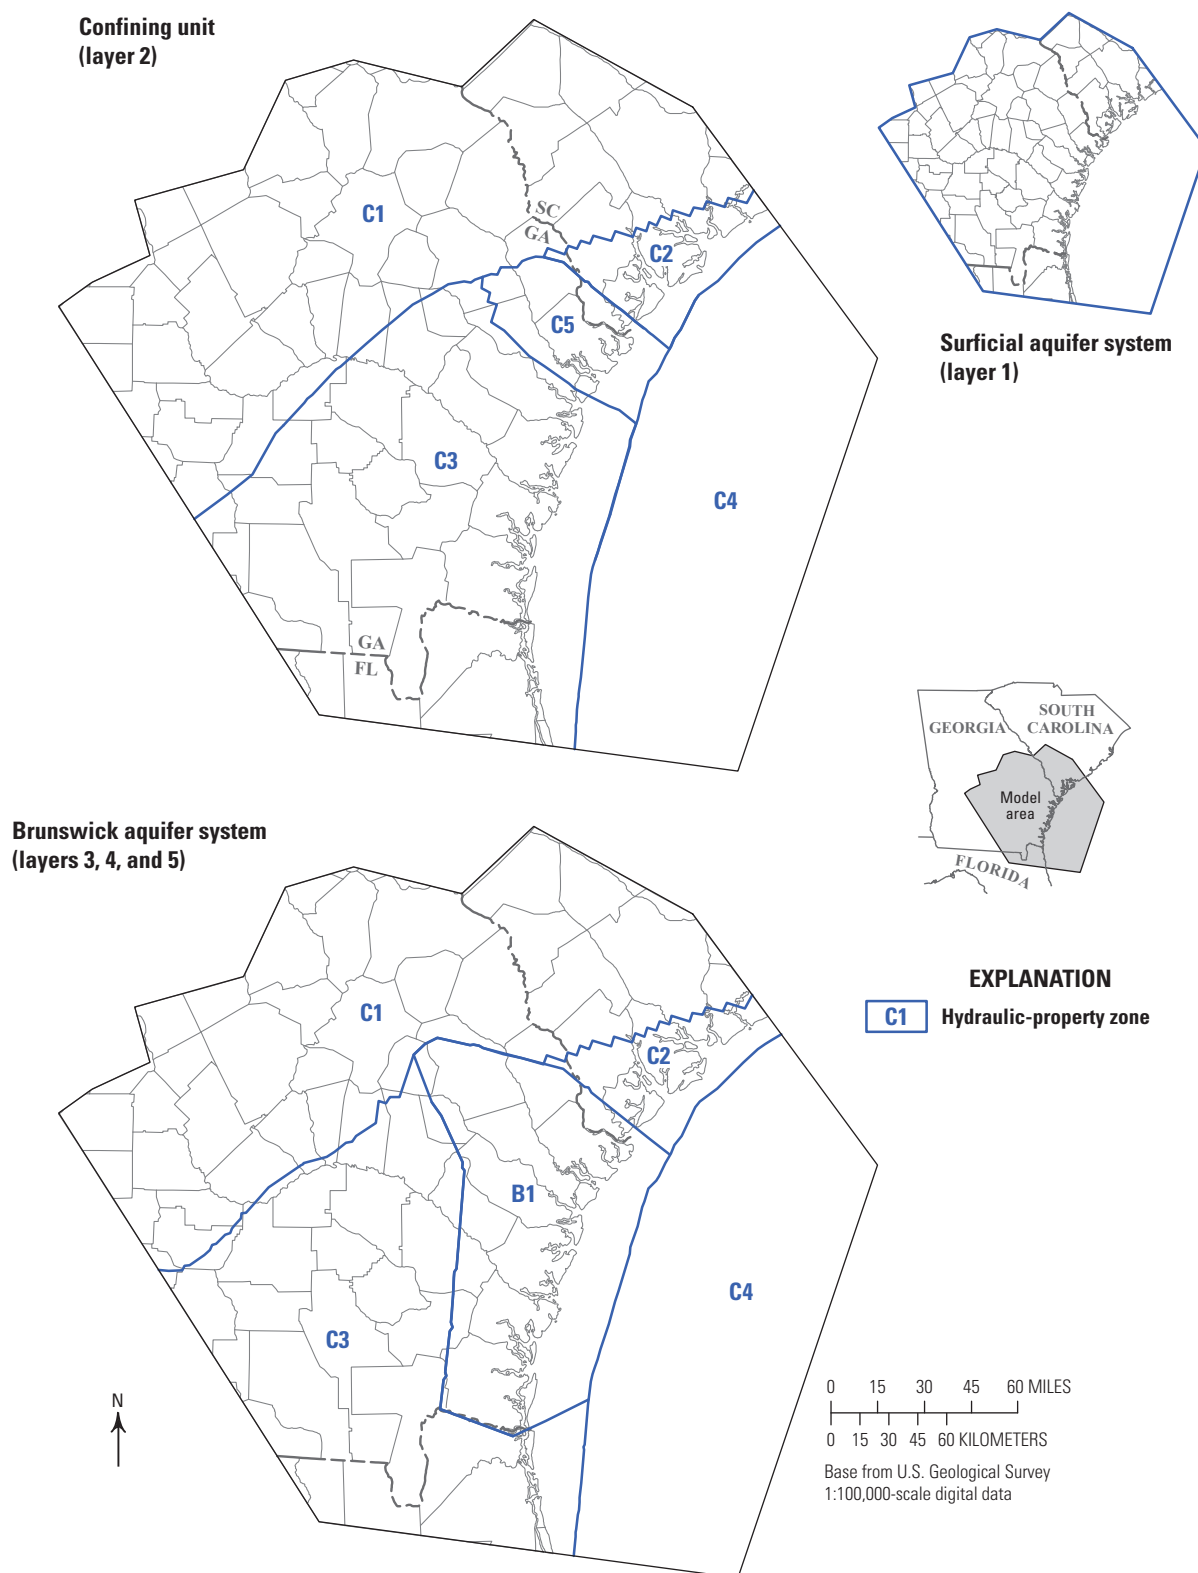 Confining unit
(layer 2)
C1
SC
GA
C2
C5
C3
C4
GA
FL
Surficial aquifer system
(layer 1)
GEORGIA
SOUTH
CAROLINA
Model
area
FLORIDA
Brunswick aquifer system
(layers 3, 4, and 5)
C1
C2
B1
C3
C4
N
EXPLANATION
C1 Hydraulic-property zone
0 15 30 45 60 MILES
0 15 30 45 60 KILOMETERS
Base from U.S. Geological Survey
1:100,000-scale digital data